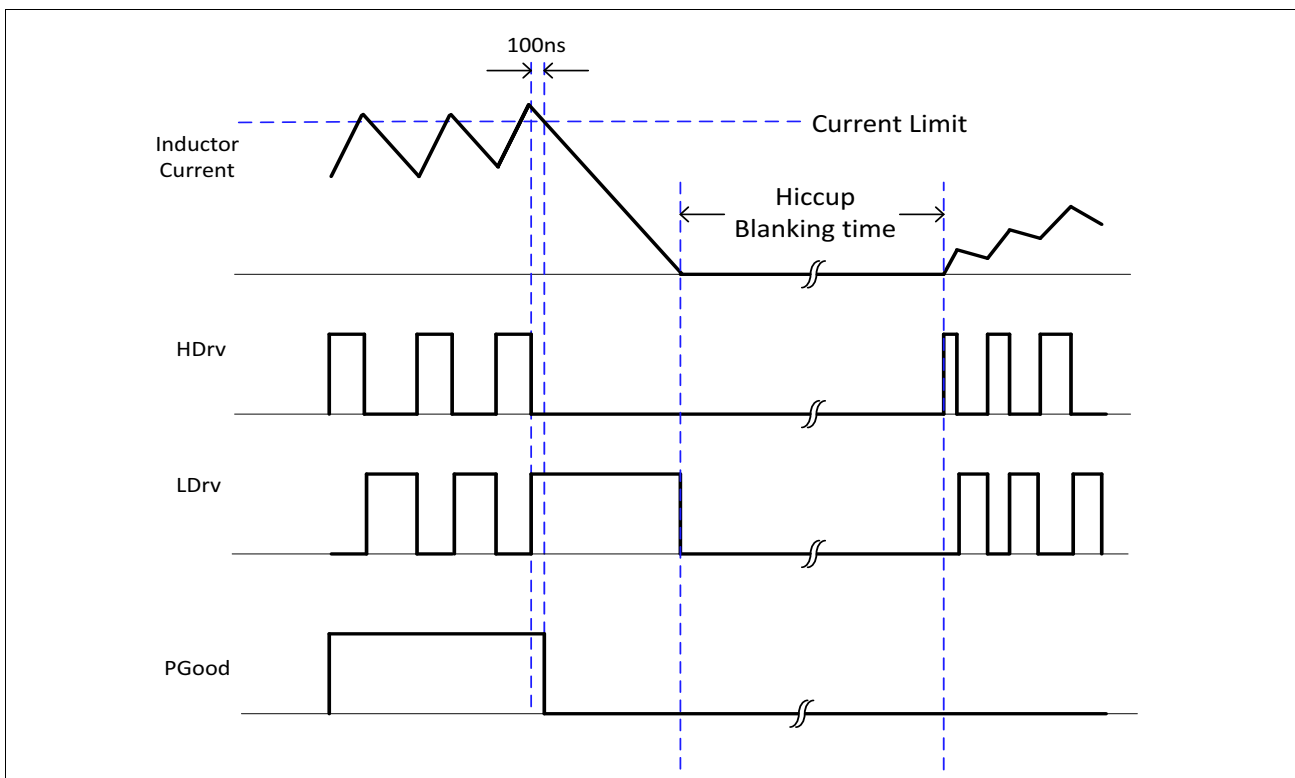 100ns
Current Limit
Inductor
Current
Hiccup
Blanking time
HDrv
LDrv
PGood